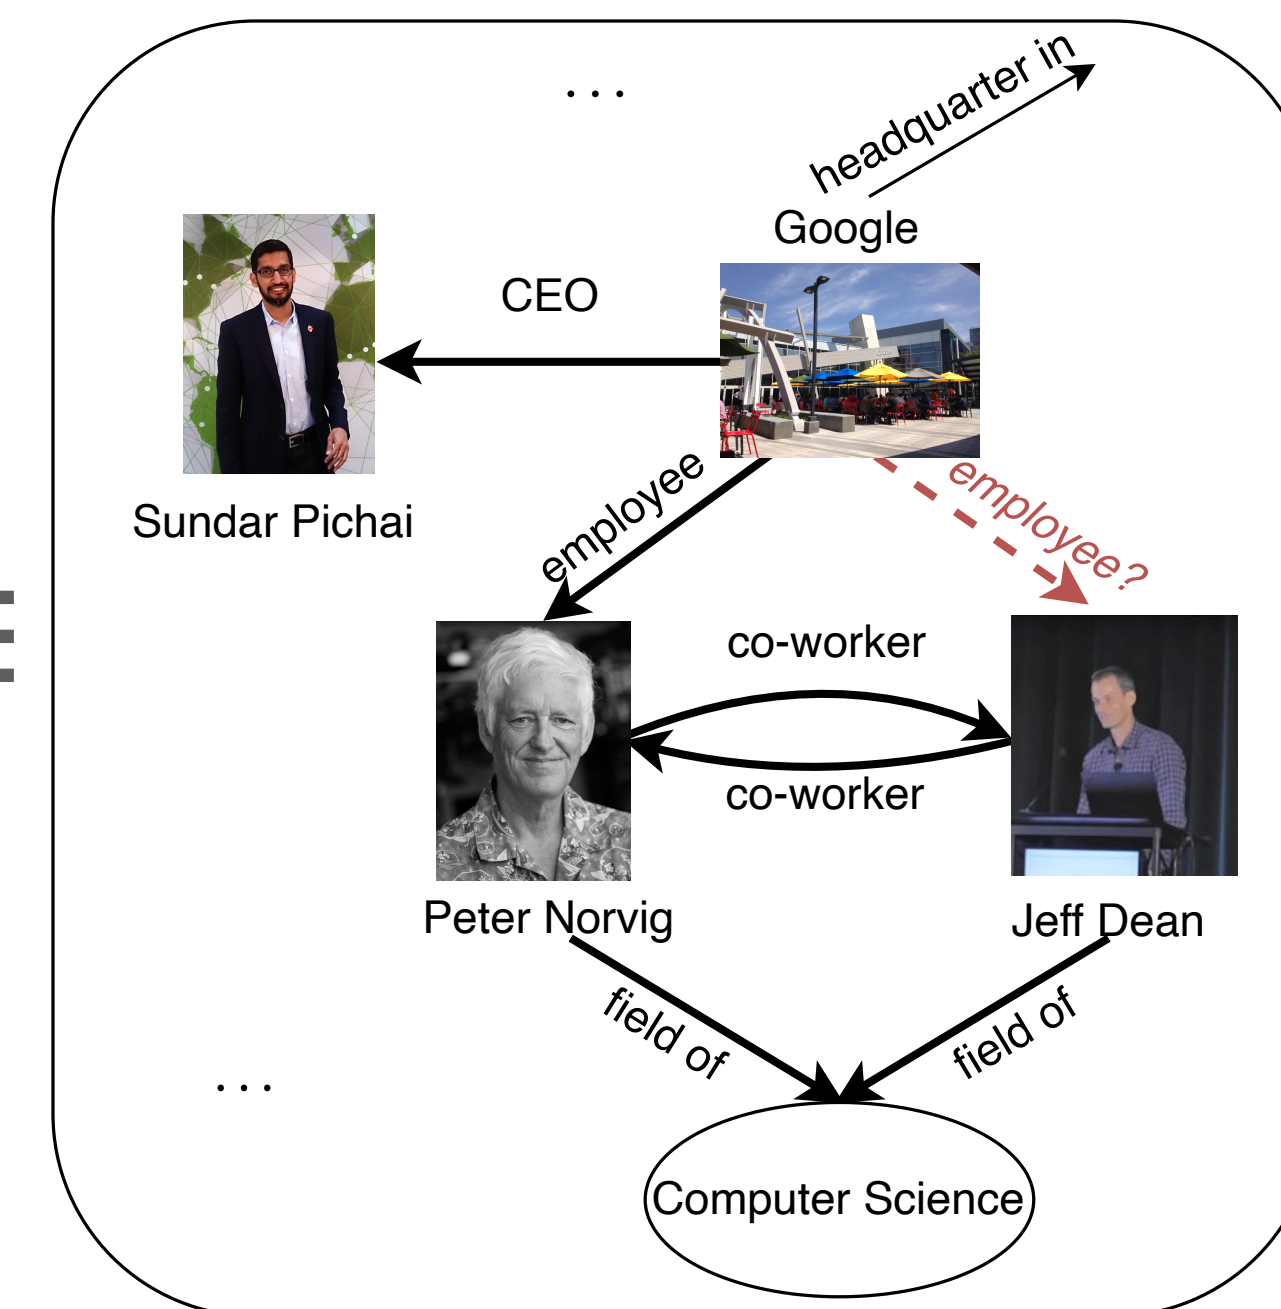 . . .
headquarter in
Google
CEO
Sundar Pichai
employee
employee?
co-worker
co-worker
Peter Norvig
Jeff Dean
field of
field of
. . .
Computer Science